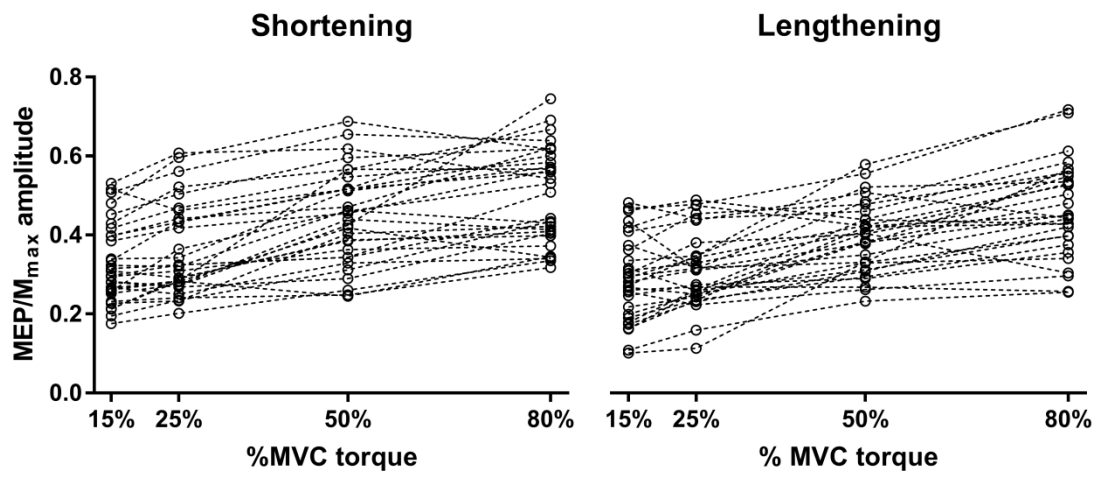 Shortening
Lengthening
MEP/Mmax amplitude
0.8
0.6
0.4
0.2
0.0
15% 25% 50% 80%
%MVC torque
15% 25% 50% 80%
% MVC torque